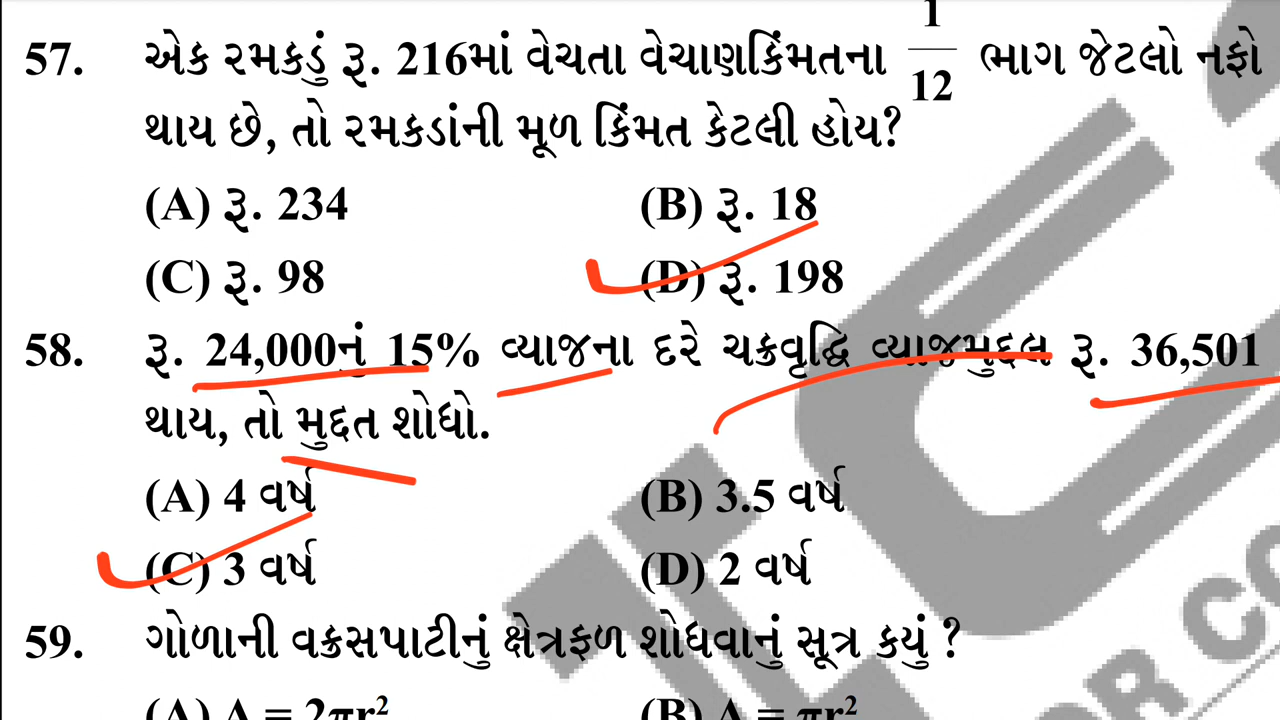 57. એક રમકડું રૂ. 216માં વેચતા વેચાણકિંમતના 1/12 ભાગ જેટલો નફો
થાય છે, તો રમકડાંની મૂળ કિંમત કેટલી હોય?
(A) રૂ. 234 (B) રૂ. 18
(C) રૂ. 98 (D) રૂ. 198
58. રૂ. 24,000નું 15% વ્યાજના દરે ચક્રવૃદ્ધિ વ્યાજમુદ્દલ રૂ. 36,501
થાય, તો મુદ્દત શોધો.
(A) 4 વર્ષ (B) 3.5 વર્ષ
(C) 3 વર્ષ (D) 2 વર્ષ
59. ગોળાની વક્રસપાટીનું ક્ષેત્રફળ શોધવાનું સૂત્ર કયું ?
(A) A = 2πr² (B) A = πr²